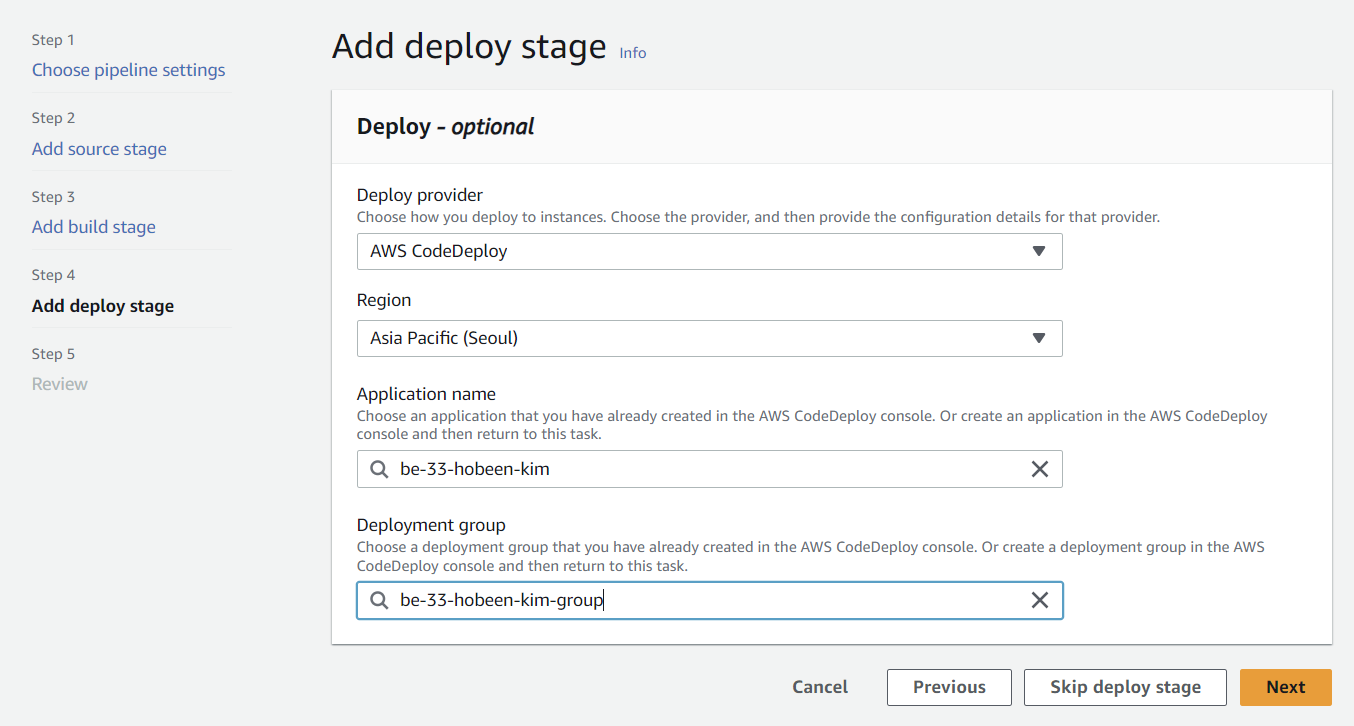 Step 1
Choose pipeline settings
Step 2
Add source stage
Step 3
Add build stage
Step 4
Add deploy stage
Step 5
Review
Add deploy stage Info
Deploy - optional
Deploy provider
Choose how you deploy to instances. Choose the provider, and then provide the configuration details for that provider.
AWS CodeDeploy
Region
Asia Pacific (Seoul)
Application name
Choose an application that you have already created in the AWS CodeDeploy console. Or create an application in the AWS CodeDeploy
console and then return to this task.
be-33-hobeen-kim
Deployment group
Choose a deployment group that you have already created in the AWS CodeDeploy console. Or create a deployment group in the AWS
CodeDeploy console and then return to this task.
be-33-hobeen-kim-group
Cancel Previous Skip deploy stage Next